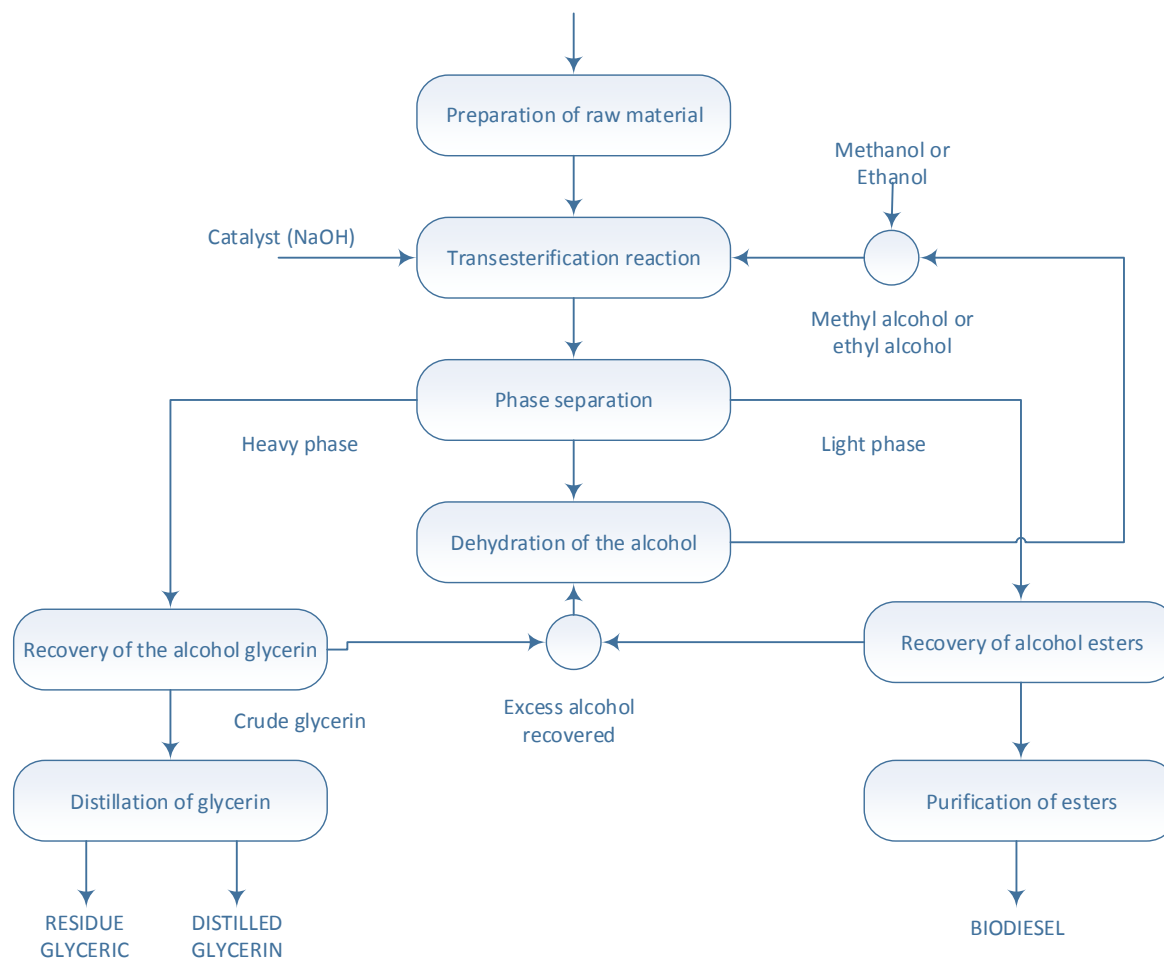 Preparation of raw material
Methanol or
Ethanol
Catalyst (NaOH)
Transesterification reaction
Methyl alcohol or
ethyl alcohol
Phase separation
Heavy phase
Light phase
Dehydration of the alcohol
Recovery of the alcohol glycerin
Recovery of alcohol esters
Crude glycerin
Excess alcohol
recovered
Distillation of glycerin
Purification of esters
RESIDUE
GLYCERIC
DISTILLED
GLYCERIN
BIODIESEL